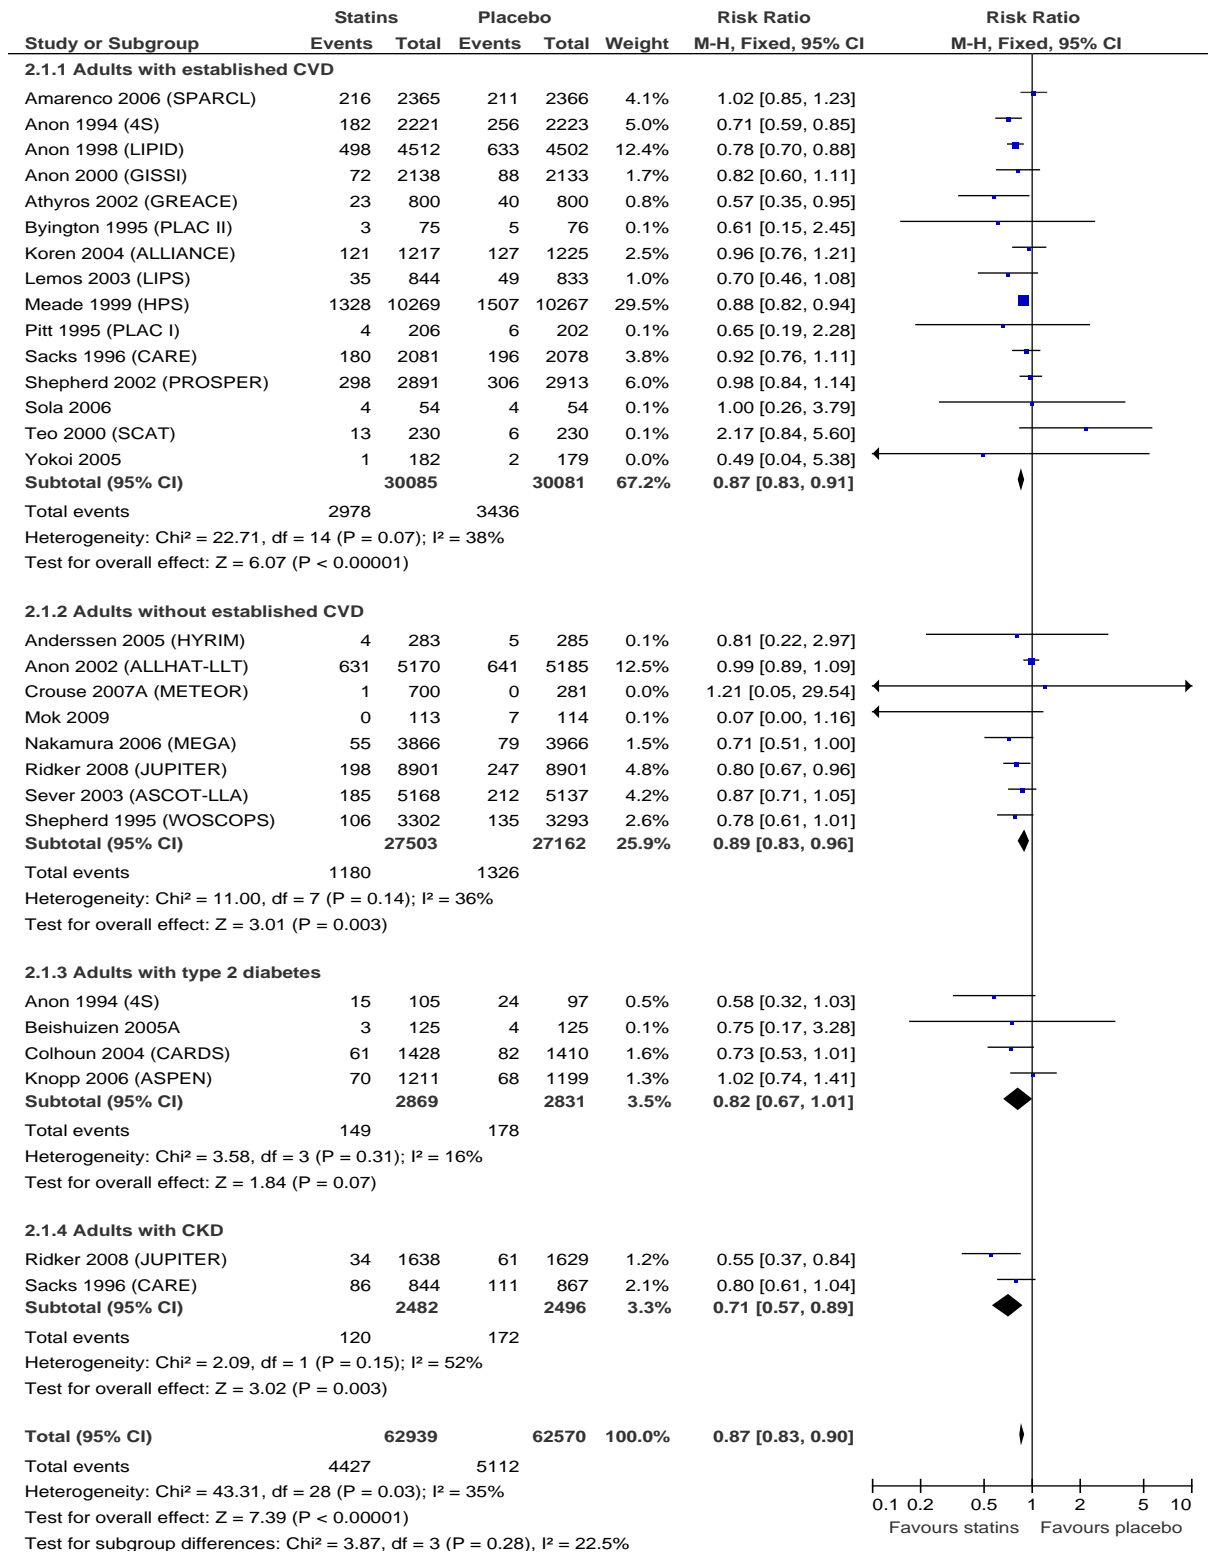 Statins Placebo Risk Ratio Risk Ratio
Study or Subgroup Events Total Events Total Weight M-H, Fixed, 95% CI M-H, Fixed, 95% CI
2.1.1 Adults with established CVD
Amarenco 2006 (SPARCL) 216 2365 211 2366 4.1% 1.02 [0.85, 1.23]
Anon 1994 (4S) 182 2221 256 2223 5.0% 0.71 [0.59, 0.85]
Anon 1998 (LIPID) 498 4512 633 4502 12.4% 0.78 [0.70, 0.88]
Anon 2000 (GISSI) 72 2138 88 2133 1.7% 0.82 [0.60, 1.11]
Athyros 2002 (GREACE) 23 800 40 800 0.8% 0.57 [0.35, 0.95]
Byington 1995 (PLAC II) 3 75 5 76 0.1% 0.61 [0.15, 2.45]
Koren 2004 (ALLIANCE) 121 1217 127 1225 2.5% 0.96 [0.76, 1.21]
Lemos 2003 (LIPS) 35 844 49 833 1.0% 0.70 [0.46, 1.08]
Meade 1999 (HPS) 1328 10269 1507 10267 29.5% 0.88 [0.82, 0.94]
Pitt 1995 (PLAC I) 4 206 6 202 0.1% 0.65 [0.19, 2.28]
Sacks 1996 (CARE) 180 2081 196 2078 3.8% 0.92 [0.76, 1.11]
Shepherd 2002 (PROSPER) 298 2891 306 2913 6.0% 0.98 [0.84, 1.14]
Sola 2006 4 54 4 54 0.1% 1.00 [0.26, 3.79]
Teo 2000 (SCAT) 13 230 6 230 0.1% 2.17 [0.84, 5.60]
Yokoi 2005 1 182 2 179 0.0% 0.49 [0.04, 5.38]
Subtotal (95% CI) 30085 30081 67.2% 0.87 [0.83, 0.91]
Total events 2978 3436
Heterogeneity: Chi² = 22.71, df = 14 (P = 0.07); I² = 38%
Test for overall effect: Z = 6.07 (P < 0.00001)
2.1.2 Adults without established CVD
Anderssen 2005 (HYRIM) 4 283 5 285 0.1% 0.81 [0.22, 2.97]
Anon 2002 (ALLHAT-LLT) 631 5170 641 5185 12.5% 0.99 [0.89, 1.09]
Crouse 2007A (METEOR) 1 700 0 281 0.0% 1.21 [0.05, 29.54]
Mok 2009 0 113 7 114 0.1% 0.07 [0.00, 1.16]
Nakamura 2006 (MEGA) 55 3866 79 3966 1.5% 0.71 [0.51, 1.00]
Ridker 2008 (JUPITER) 198 8901 247 8901 4.8% 0.80 [0.67, 0.96]
Sever 2003 (ASCOT-LLA) 185 5168 212 5137 4.2% 0.87 [0.71, 1.05]
Shepherd 1995 (WOSCOPS) 106 3302 135 3293 2.6% 0.78 [0.61, 1.01]
Subtotal (95% CI) 27503 27162 25.9% 0.89 [0.83, 0.96]
Total events 1180 1326
Heterogeneity: Chi² = 11.00, df = 7 (P = 0.14); I² = 36%
Test for overall effect: Z = 3.01 (P = 0.003)
2.1.3 Adults with type 2 diabetes
Anon 1994 (4S) 15 105 24 97 0.5% 0.58 [0.32, 1.03]
Beishuizen 2005A 3 125 4 125 0.1% 0.75 [0.17, 3.28]
Colhoun 2004 (CARDS) 61 1428 82 1410 1.6% 0.73 [0.53, 1.01]
Knopp 2006 (ASPEN) 70 1211 68 1199 1.3% 1.02 [0.74, 1.41]
Subtotal (95% CI) 2869 2831 3.5% 0.82 [0.67, 1.01]
Total events 149 178
Heterogeneity: Chi² = 3.58, df = 3 (P = 0.31); I² = 16%
Test for overall effect: Z = 1.84 (P = 0.07)
2.1.4 Adults with CKD
Ridker 2008 (JUPITER) 34 1638 61 1629 1.2% 0.55 [0.37, 0.84]
Sacks 1996 (CARE) 86 844 111 867 2.1% 0.80 [0.61, 1.04]
Subtotal (95% CI) 2482 2496 3.3% 0.71 [0.57, 0.89]
Total events 120 172
Heterogeneity: Chi² = 2.09, df = 1 (P = 0.15); I² = 52%
Test for overall effect: Z = 3.02 (P = 0.003)
Total (95% CI) 62939 62570 100.0% 0.87 [0.83, 0.90]
Total events 4427 5112
Heterogeneity: Chi² = 43.31, df = 28 (P = 0.03); I² = 35%
Test for overall effect: Z = 7.39 (P < 0.00001)
Test for subgroup differences: Chi² = 3.87, df = 3 (P = 0.28), I² = 22.5%
0.1 0.2 0.5 1 2 5 10
Favours statins Favours placebo